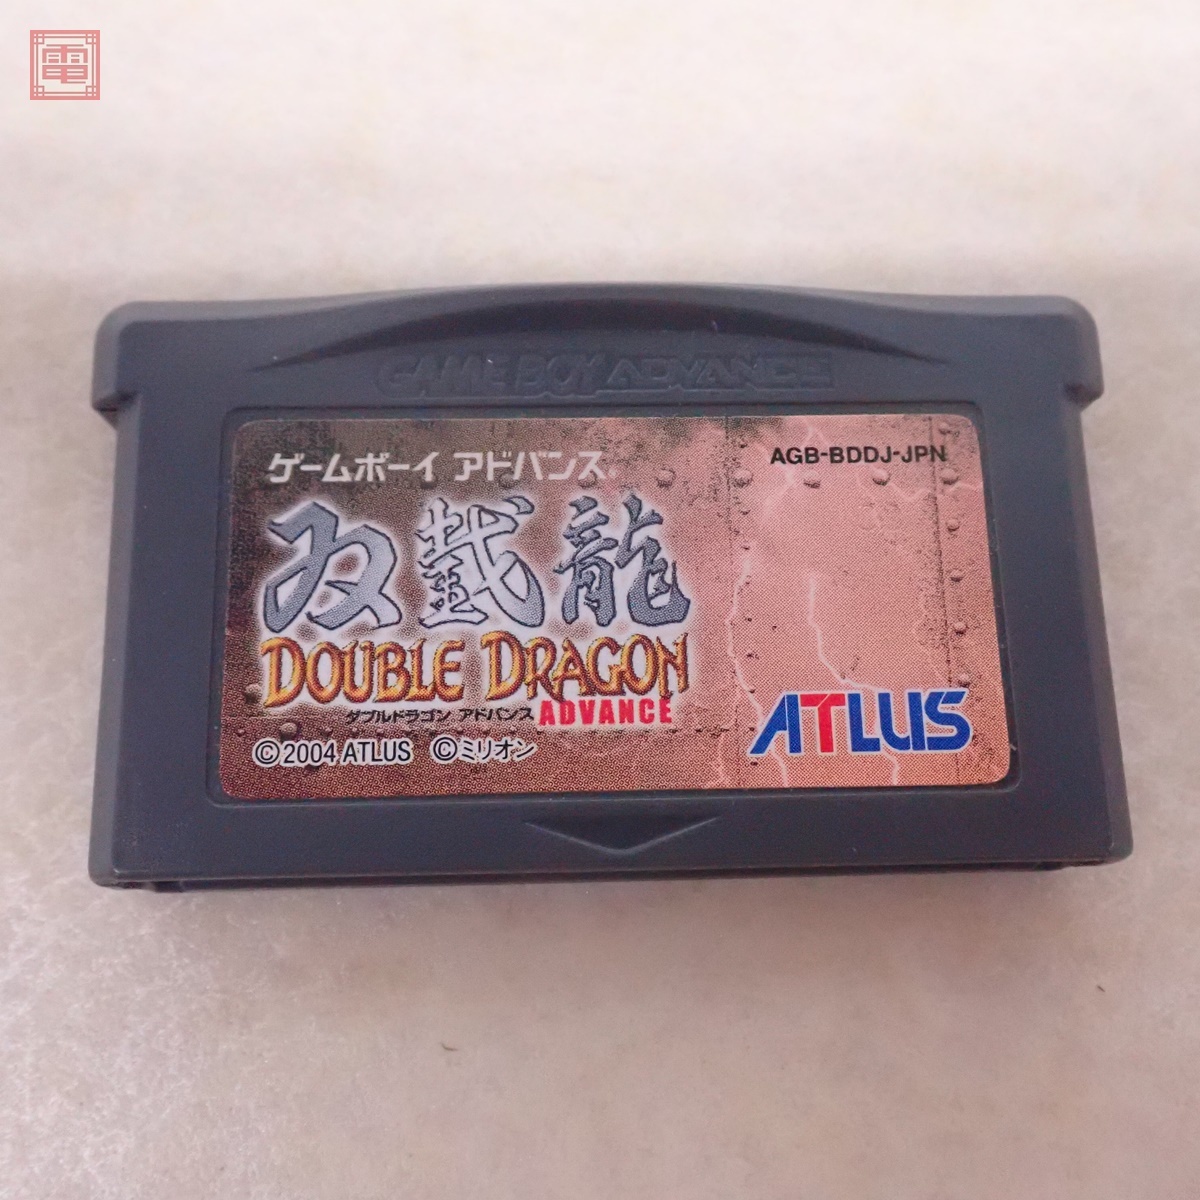 電
GAME BOY ADVANCE
ゲームボーイ アドバンス
AGB-BDDJ-JPN
双截龍
DOUBLE DRAGON
ダブルドラゴン アドバンス ADVANCE
©2004 ATLUS ©ミリオン
ATLUS